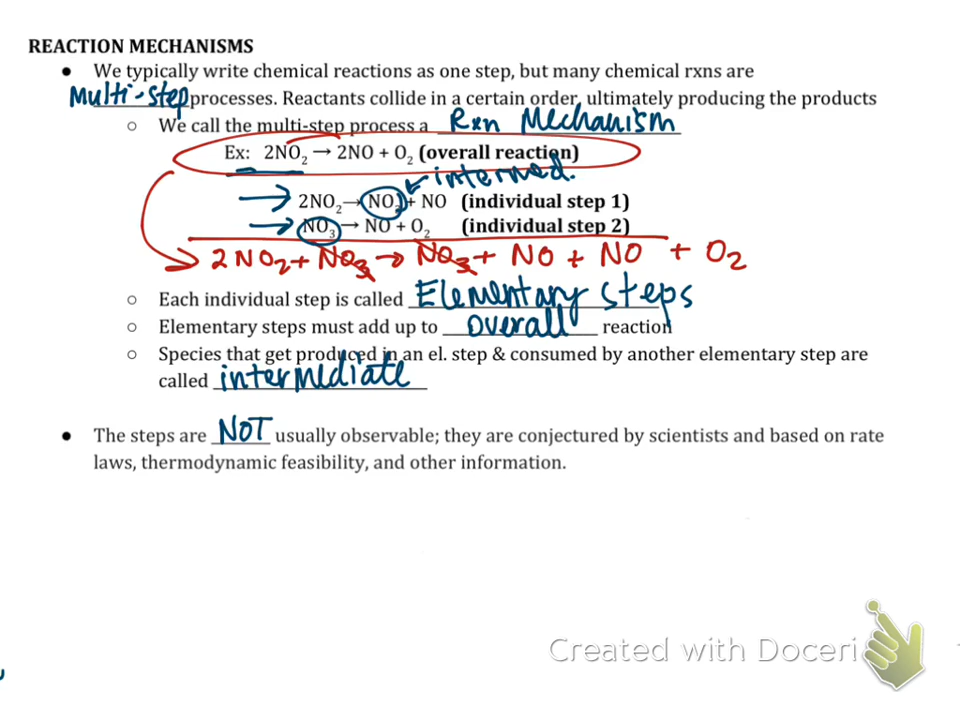 REACTION MECHANISMS
● We typically write chemical reactions as one step, but many chemical rxns are
Multi-step processes. Reactants collide in a certain order, ultimately producing the products
○ We call the multi-step process a Rxn Mechanism
Ex: 2NO₂ → 2NO + O₂ (overall reaction)
intermed.
2NO₂ → NO₃ + NO (individual step 1)
NO₃ → NO + O₂ (individual step 2)
2NO₂ + NO₃ → NO₃ + NO + NO + O₂
○ Each individual step is called Elementary steps
○ Elementary steps must add up to overall reaction
○ Species that get produced in an el. step & consumed by another elementary step are
called intermediate
● The steps are NOT usually observable; they are conjectured by scientists and based on rate
laws, thermodynamic feasibility, and other information.
Created with Doceri